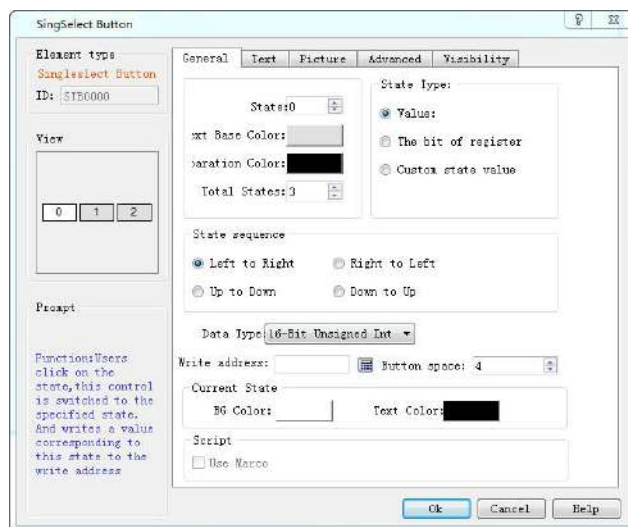 SingSelect Button
Element type
Singleslect Button
ID: STB0000
View
0 1 2
Prompt
Function:Users
click on the
state,this control
is switched to the
specified state.
And writes a value
corresponding to
this state to the
write address
General Text Picture Advanced Visibility
State:0
ext Base Color:
paration Color:
Total States:3
State Type:
Value:
The bit of register
Custom state value
State sequence
Left to Right Right to Left
Up to Down Down to Up
Data Type: 16-Bit Unsigned Int
Write address: Button space: 4
Current State
BG Color: Text Color:
Script
Use Marco
Ok Cancel Help